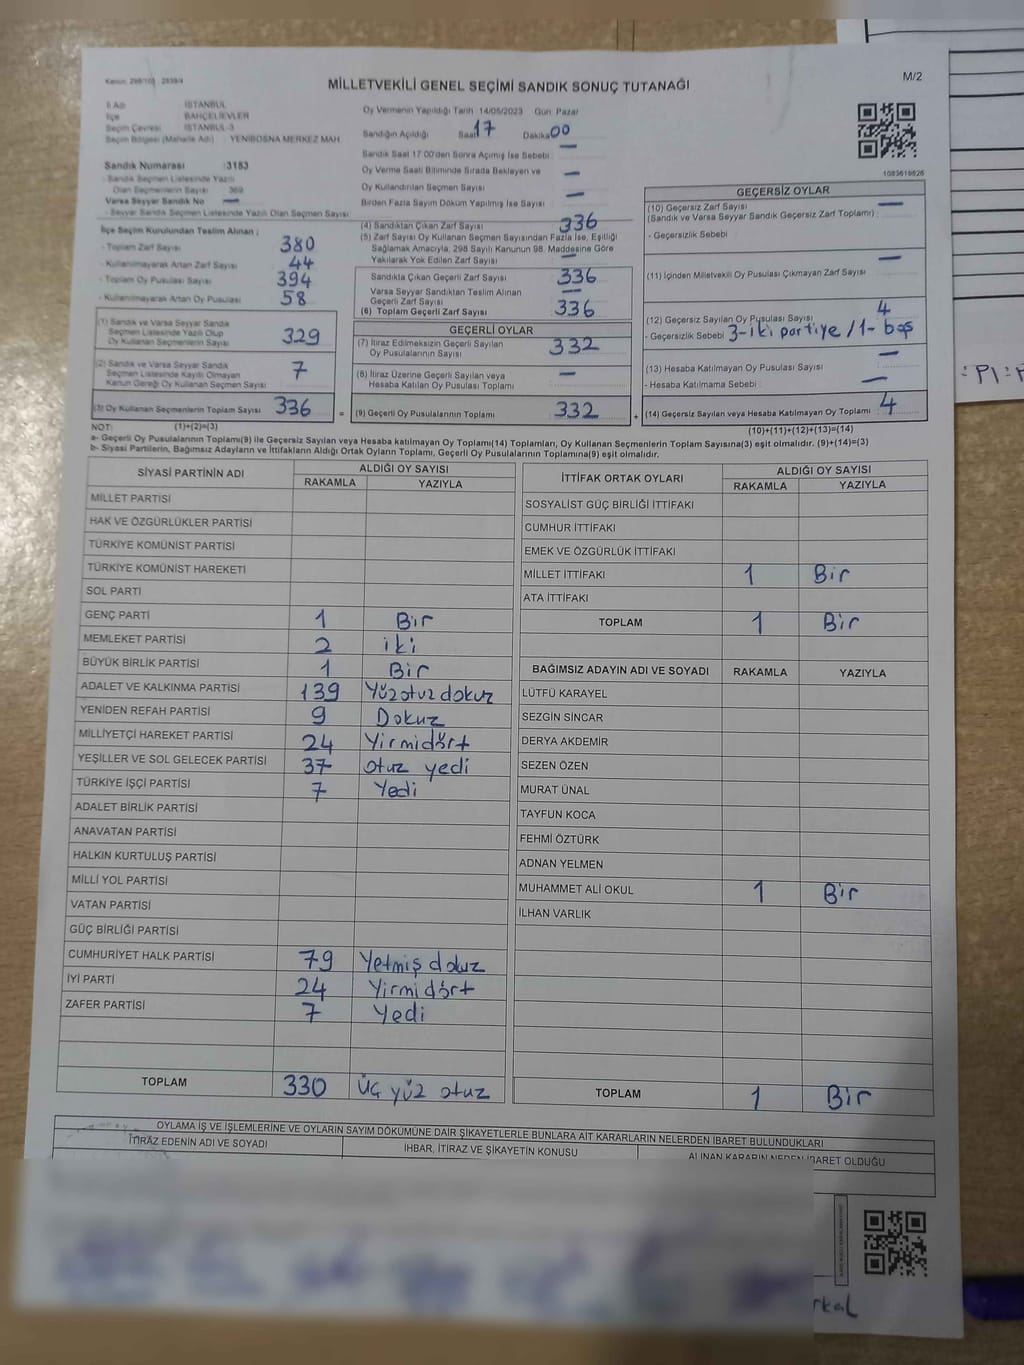 Kanun: 298/105 2839/4
MİLLETVEKİLİ GENEL SEÇİMİ SANDIK SONUÇ TUTANAĞI
M/2
İl Adı : İSTANBUL
İlçe : BAHÇELİEVLER
Seçim Çevresi : İSTANBUL-3
Seçim Bölgesi (Mahalle Adı) : YENİBOSNA MERKEZ MAH
Sandık Numarası :3153
- Sandık Seçmen Listesinde Yazılı
Olan Seçmenlerin Sayısı 369
Varsa Seyyar Sandık No —
- Seyyar Sandık Seçmen Listesinde Yazılı Olan Seçmen Sayısı
Oy Vermenin Yapıldığı Tarih 14/05/2023 Gün Pazar
Sandığın Açıldığı Saat 17 Dakika 00
Sandık Saat 17:00'den Sonra Açımış İse Sebebi : —
Oy Verme Saati Bitiminde Sırada Bekleyen ve
Oy Kullandırılan Seçmen Sayısı —
Birden Fazla Sayım Döküm Yapılmış İse Sayısı —
İlçe Seçim Kurulundan Teslim Alınan ;
- Toplam Zarf Sayısı 380
- Kullanılmayarak Artan Zarf Sayısı 44
- Toplam Oy Pusulası Sayısı 394
- Kullanılmayarak Artan Oy Pusulası 58
(1) Sandık ve Varsa Seyyar Sandık
Seçmen Listesinde Yazılı Olup
Oy Kullanan Seçmenlerin Sayısı 329
(2) Sandık ve Varsa Seyyar Sandık
Seçmen Listesinde Kayıtlı Olmayan
Kanun Gereği Oy Kullanan Seçmen Sayısı 7
(3) Oy Kullanan Seçmenlerin Toplam Sayısı 336
(1)+(2)=(3)
(4) Sandıktan Çıkan Zarf Sayısı 336
(5) Zarf Sayısı Oy Kullanan Seçmen Sayısından Fazla İse, Eşitliği
Sağlamak Amacıyla, 298 Sayılı Kanunun 98. Maddesine Göre
Yakılarak Yok Edilen Zarf Sayısı —
Sandıkta Çıkan Geçerli Zarf Sayısı 336
Varsa Seyyar Sandıktan Teslim Alınan
Geçerli Zarf Sayısı —
(6) Toplam Geçerli Zarf Sayısı 336
GEÇERLİ OYLAR
(7) İtiraz Edilmeksizin Geçerli Sayılan
Oy Pusulalarının Sayısı 332
(8) İtiraz Üzerine Geçerli Sayılan veya
Hesaba Katılan Oy Pusulası Toplamı —
= (9) Geçerli Oy Pusulalarının Toplamı 332
1083619826
GEÇERSİZ OYLAR
(10) Geçersiz Zarf Sayısı —
(Sandık ve Varsa Seyyar Sandık Geçersiz Zarf Toplamı) :
- Geçersizlik Sebebi
(11) İçinden Milletvekili Oy Pusulası Çıkmayan Zarf Sayısı —
(12) Geçersiz Sayılan Oy Pusulası Sayısı 4
- Geçersizlik Sebebi 3-iki partiye / 1- boş
(13) Hesaba Katılmayan Oy Pusulası Sayısı —
- Hesaba Katılmama Sebebi : —
+ (14) Geçersiz Sayılan veya Hesaba Katılmayan Oy Toplamı 4
(10)+(11)+(12)+(13)=(14)
NOT:
a- Geçerli Oy Pusulalarının Toplamı(9) ile Geçersiz Sayılan veya Hesaba katılmayan Oy Toplamı(14) Toplamları, Oy Kullanan Seçmenlerin Toplam Sayısına(3) eşit olmalıdır. (9)+(14)=(3)
b- Siyasi Partilerin, Bağımsız Adayların ve İttifakların Aldığı Ortak Oyların Toplamı, Geçerli Oy Pusulalarının Toplamına(9) eşit olmalıdır.
SİYASİ PARTİNİN ADI ALDIĞI OY SAYISI
RAKAMLA YAZIYLA
MİLLET PARTİSİ
HAK VE ÖZGÜRLÜKLER PARTİSİ
TÜRKİYE KOMÜNİST PARTİSİ
TÜRKİYE KOMÜNİST HAREKETİ
SOL PARTİ
GENÇ PARTİ 1 Bir
MEMLEKET PARTİSİ 2 iki
BÜYÜK BİRLİK PARTİSİ 1 Bir
ADALET VE KALKINMA PARTİSİ 139 Yüzotuz dokuz
YENİDEN REFAH PARTİSİ 9 Dokuz
MİLLİYETÇİ HAREKET PARTİSİ 24 Yirmidört
YEŞİLLER VE SOL GELECEK PARTİSİ 37 otuz yedi
TÜRKİYE İŞÇİ PARTİSİ 7 Yedi
ADALET BİRLİK PARTİSİ
ANAVATAN PARTİSİ
HALKIN KURTULUŞ PARTİSİ
MİLLİ YOL PARTİSİ
VATAN PARTİSİ
GÜÇ BİRLİĞİ PARTİSİ
CUMHURİYET HALK PARTİSİ 79 Yetmiş dokuz
İYİ PARTİ 24 Yirmidört
ZAFER PARTİSİ 7 Yedi
TOPLAM 330 üç yüz otuz
İTTİFAK ORTAK OYLARI ALDIĞI OY SAYISI
RAKAMLA YAZIYLA
SOSYALİST GÜÇ BİRLİĞİ İTTİFAKI
CUMHUR İTTİFAKI
EMEK VE ÖZGÜRLÜK İTTİFAKI
MİLLET İTTİFAKI 1 Bir
ATA İTTİFAKI
TOPLAM 1 Bir
BAĞIMSIZ ADAYIN ADI VE SOYADI RAKAMLA YAZIYLA
LÜTFÜ KARAYEL
SEZGİN SİNCAR
DERYA AKDEMİR
SEZEN ÖZEN
MURAT ÜNAL
TAYFUN KOCA
FEHMİ ÖZTÜRK
ADNAN YELMEN
MUHAMMET ALİ OKUL 1 Bir
İLHAN VARLIK
TOPLAM 1 Bir
OYLAMA İŞ VE İŞLEMLERİNE VE OYLARIN SAYIM DÖKÜMÜNE DAİR ŞİKAYETLERLE BUNLARA AİT KARARLARIN NELERDEN İBARET BULUNDUKLARI
İTİRAZ EDENİN ADI VE SOYADI İHBAR, İTİRAZ VE ŞİKAYETİN KONUSU ALINAN KARARIN NEDEN İBARET OLDUĞU